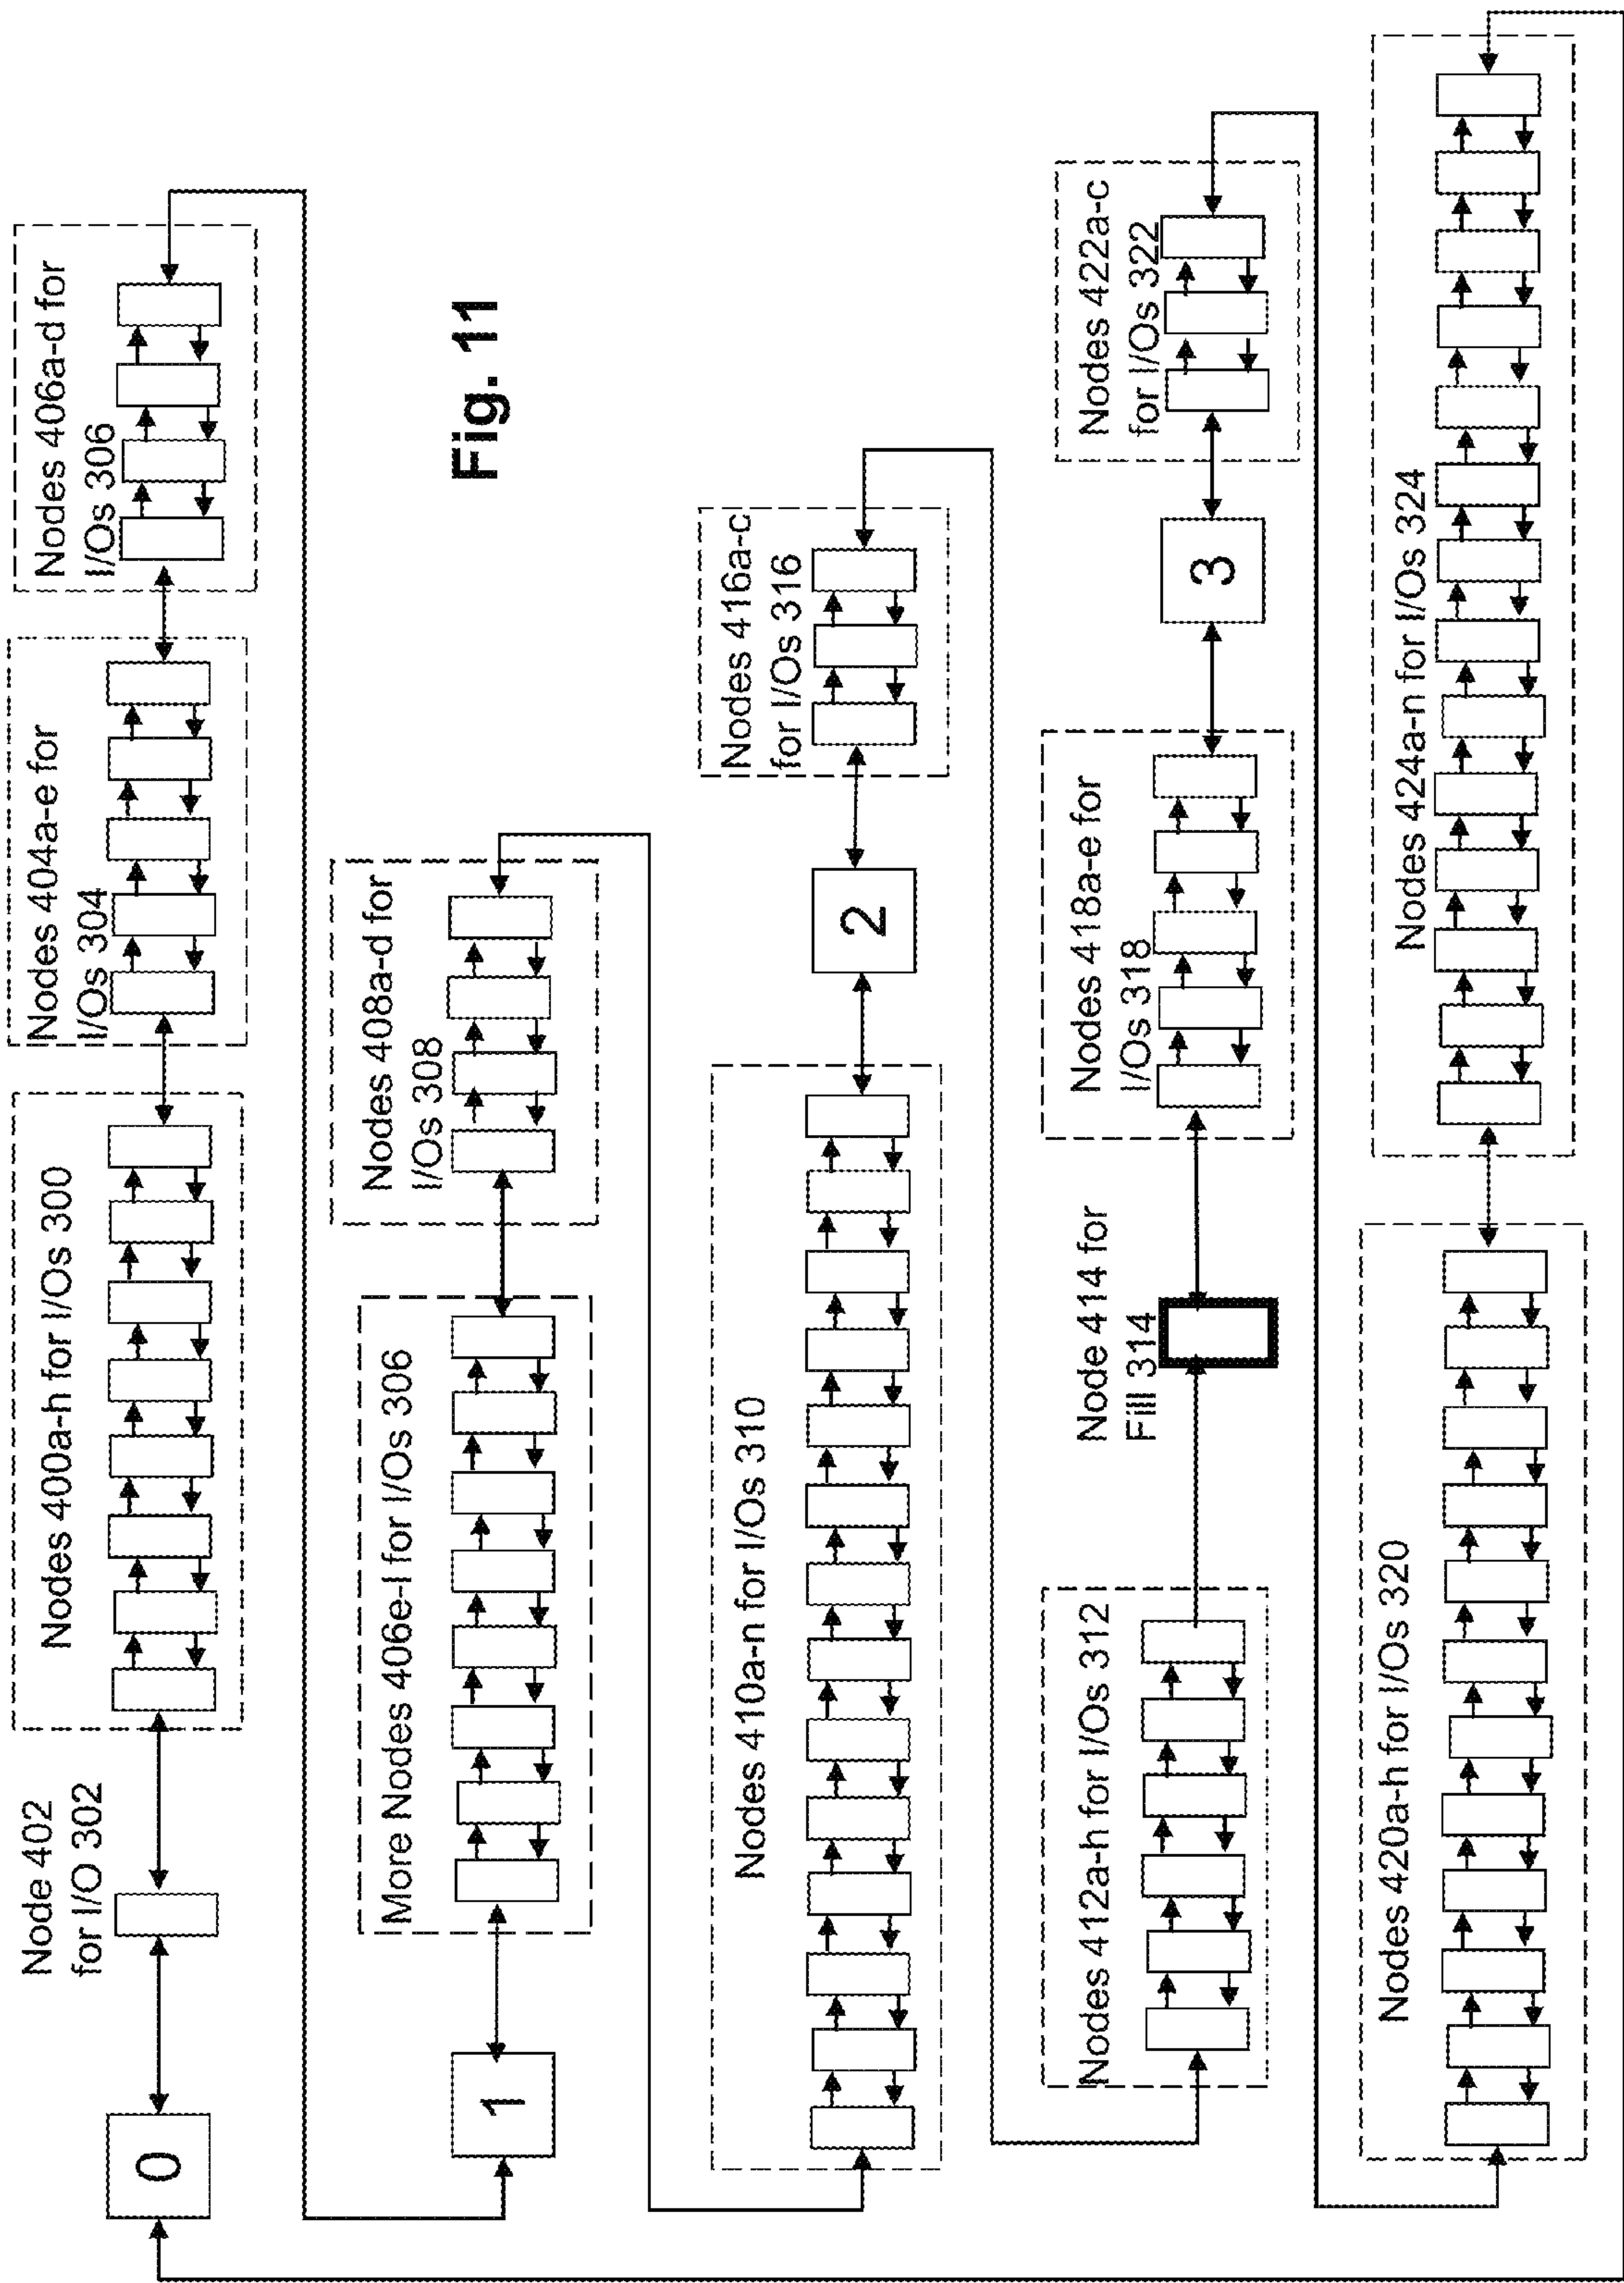 0
Node 402
for I/O 302
Nodes 400a-h for I/Os 300
Nodes 404a-e for
I/Os 304
Nodes 406a-d for
I/Os 306
1
More Nodes 406e-l for I/Os 306
Nodes 408a-d for
I/Os 308
Fig. 11
Nodes 410a-n for I/Os 310
2
Nodes 416a-c
for I/Os 316
Nodes 412a-h for I/Os 312
Node 414 for
Fill 314
Nodes 418a-e for
I/Os 318
3
Nodes 422a-c
for I/Os 322
Nodes 420a-h for I/Os 320
Nodes 424a-n for I/Os 324